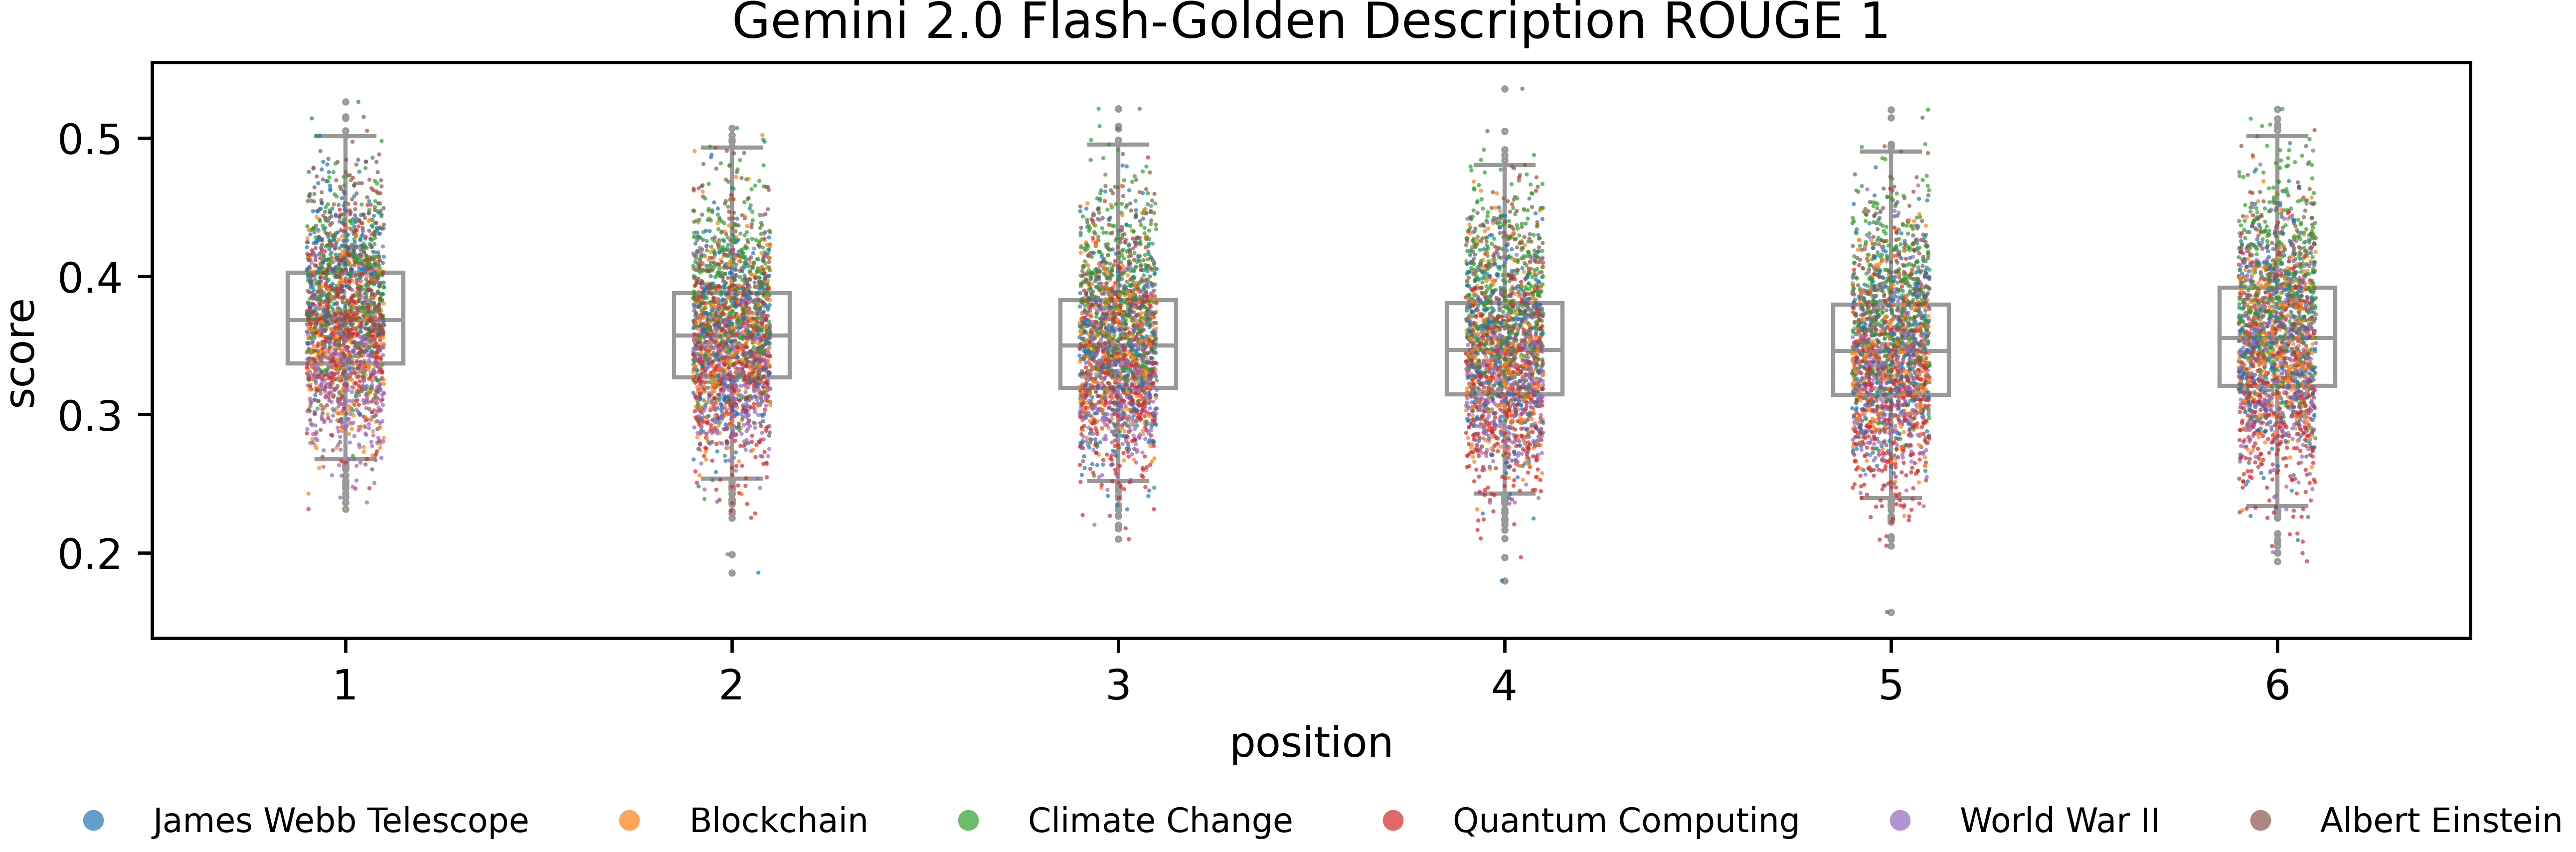 Gemini 2.0 Flash-Golden Description ROUGE 1
score
0.5
0.4
0.3
0.2
1 2 3 4 5 6
position
James Webb Telescope Blockchain Climate Change Quantum Computing World War II Albert Einstein